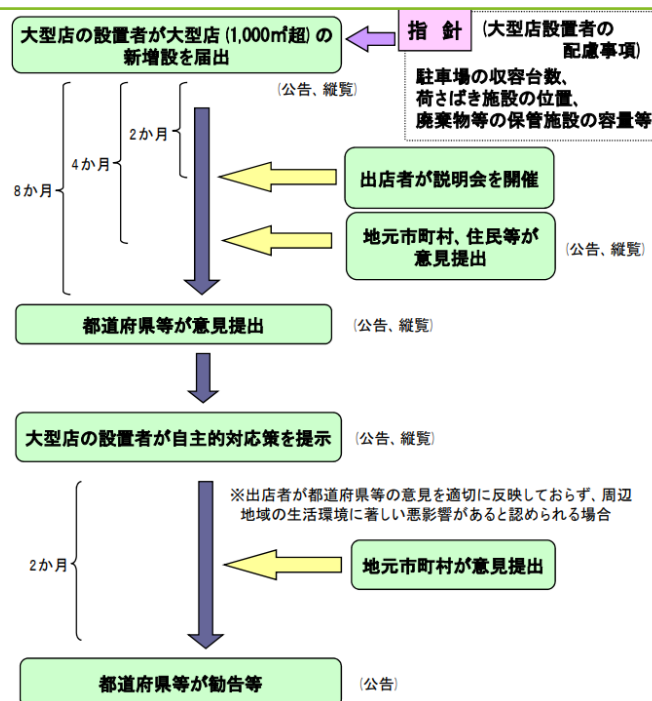 大型店の設置者が大型店(1,000㎡超)の
新増設を届出
指 針
(大型店設置者の
配慮事項)
駐車場の収容台数、
荷さばき施設の位置、
廃棄物等の保管施設の容量等
(公告、縦覧)
2か月
4か月
8か月
出店者が説明会を開催
地元市町村、住民等が
意見提出
(公告、縦覧)
都道府県等が意見提出
(公告、縦覧)
大型店の設置者が自主的対応策を提示
(公告、縦覧)
※出店者が都道府県等の意見を適切に反映しておらず、周辺
地域の生活環境に著しい悪影響があると認められる場合
2か月
地元市町村が意見提出
都道府県等が勧告等
(公告)